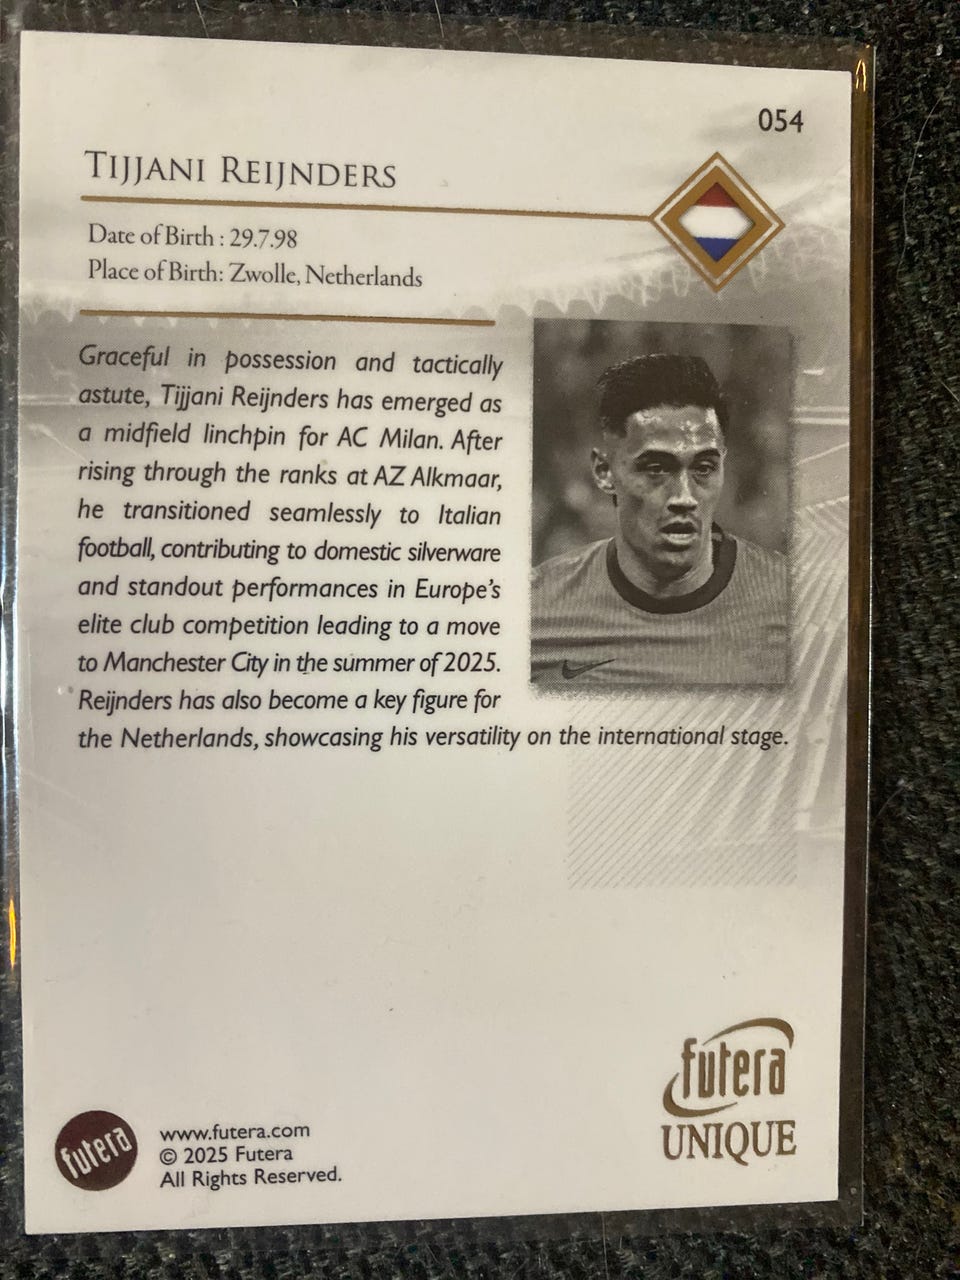 054
TIJJANI REIJNDERS
Date of Birth : 29.7.98
Place of Birth: Zwolle, Netherlands
Graceful in possession and tactically
astute, Tijjani Reijnders has emerged as
a midfield linchpin for AC Milan. After
rising through the ranks at AZ Alkmaar,
he transitioned seamlessly to Italian
football, contributing to domestic silverware
and standout performances in Europe's
elite club competition leading to a move
to Manchester City in the summer of 2025.
Reijnders has also become a key figure for
the Netherlands, showcasing his versatility on the international stage.
futera
UNIQUE
futera
www.futera.com
© 2025 Futera
All Rights Reserved.